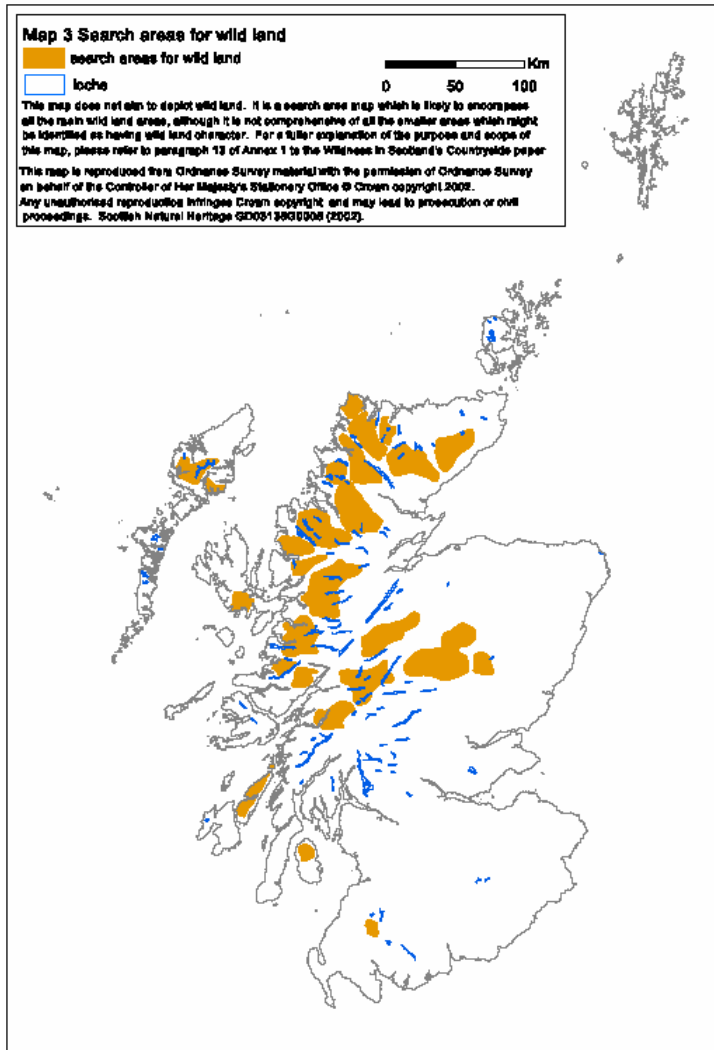 Map 3 Search areas for wild land
search areas for wild land
lochs
Km
0 50 100
This map does not aim to depict wild land. It is a search area map which is likely to encompass
all the main wild land areas, although it is not comprehensive of all the smaller areas which might
be identified as having wild land character. For a fuller explanation of the purpose and scope of
this map, please refer to paragraph 13 of Annex 1 to the Wildness in Scotland's Countryside paper
This map is reproduced from Ordnance Survey material with the permission of Ordnance Survey
on behalf of the Controller of Her Majesty's Stationery Office © Crown copyright 2002.
Any unauthorised reproduction infringes Crown copyright and may lead to prosecution or civil
proceedings. Scottish Natural Heritage (2002).